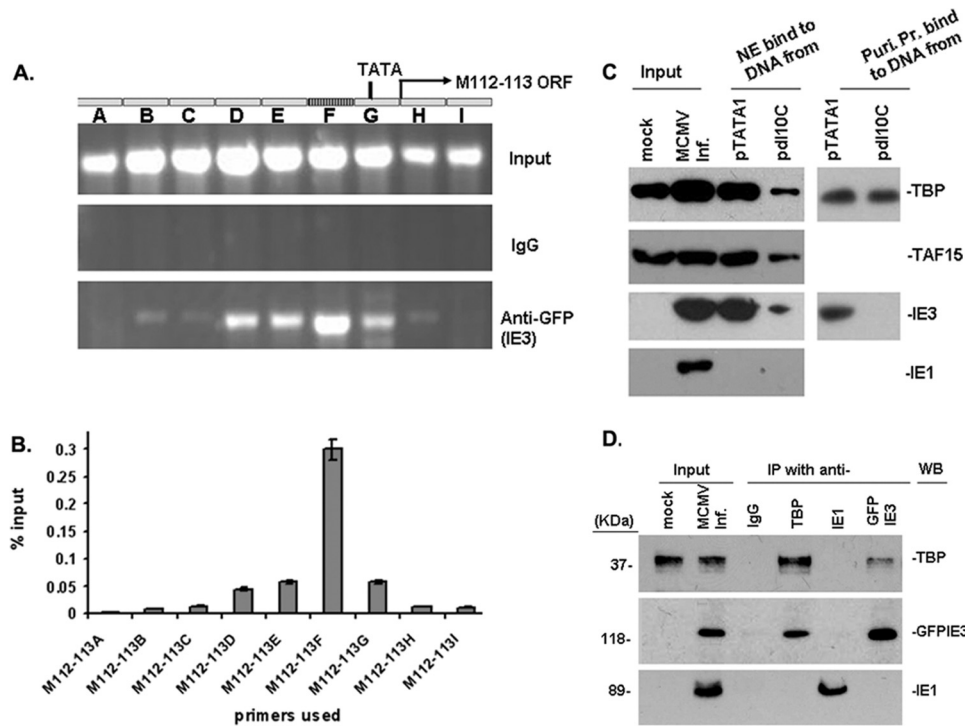 A.
TATA
M112-113 ORF
A B C D E F G H I
Input
IgG
Anti-GFP
(IE3)
B.
% input
0.3
0.25
0.2
0.15
0.1
0.05
0
M112-113A
M112-113B
M112-113C
M112-113D
M112-113E
M112-113F
M112-113G
M112-113H
M112-113I
primers used
C
Input
NE bind to
DNA from
Puri. Pr. bind
to DNA from
mock
MCMV
Inf.
pTATA1
pdl10C
pTATA1
pdl10C
-TBP
-TAF15
-IE3
-IE1
D.
Input
IP with anti-
WB
(KDa)
mock
MCMV
Inf.
IgG
TBP
IE1
GFP
IE3
37-
-TBP
118-
-GFPIE3
89-
-IE1